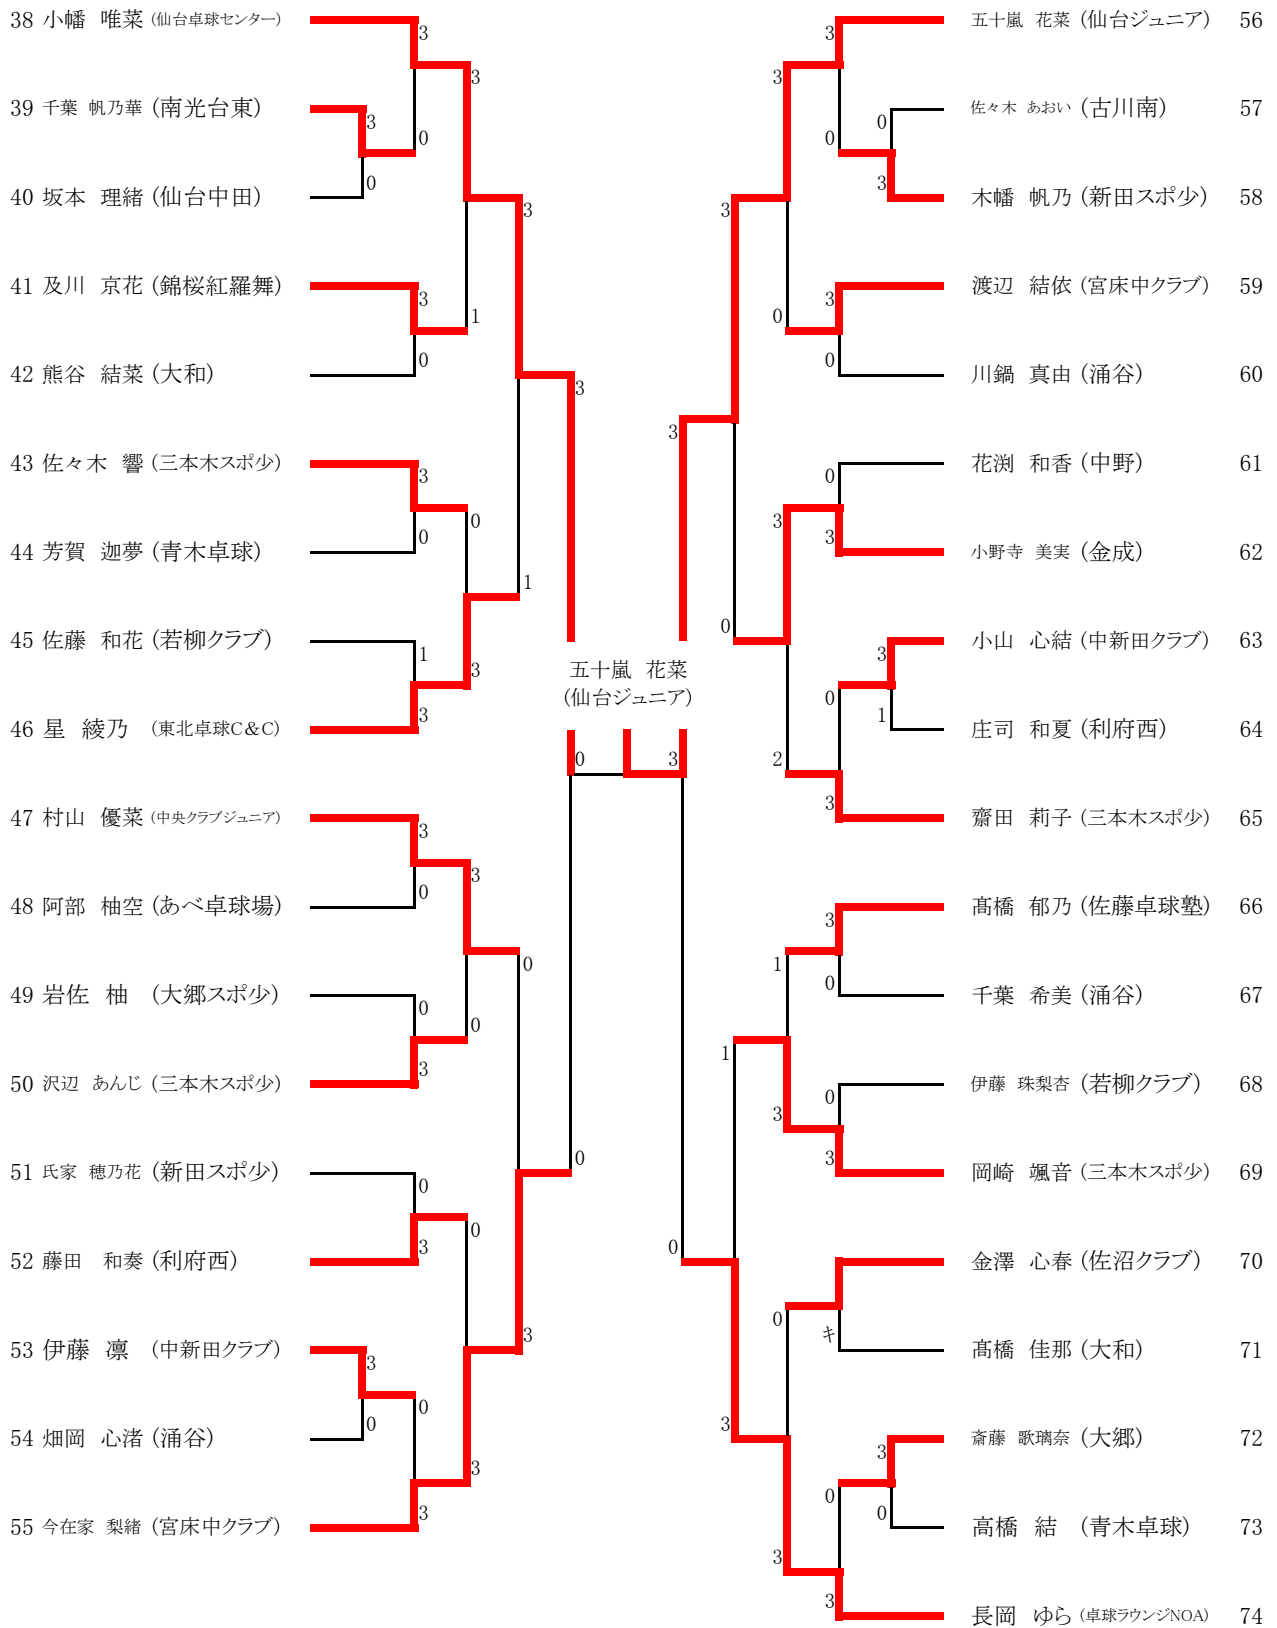 38 小幡 唯菜 (仙台卓球センター)
39 千葉 帆乃華 (南光台東)
40 坂本 理緒 (仙台中田)
41 及川 京花 (錦桜紅羅舞)
42 熊谷 結菜 (大和)
43 佐々木 響 (三本木スポ少)
44 芳賀 迦夢 (青木卓球)
45 佐藤 和花 (若柳クラブ)
46 星 綾乃 (東北卓球C&C)
47 村山 優菜 (中央クラブジュニア)
48 阿部 柚空 (あべ卓球場)
49 岩佐 柚 (大郷スポ少)
50 沢辺 あんじ (三本木スポ少)
51 氏家 穂乃花 (新田スポ少)
52 藤田 和奏 (利府西)
53 伊藤 凛 (中新田クラブ)
54 畑岡 心渚 (涌谷)
55 今在家 梨緒 (宮床中クラブ)
3
3
0
0
3
0
3
0
1
2
1
3
0
3
0
0
3
0
3
3
0
3
3
1
0
3
3
0
0
3
3
1
0
3
3
0
五十嵐 花菜
(仙台ジュニア)
0
3
3
0
3
0
1
3
3
0
3
2
1
3
0
3
3
0
0
3
3
0
0
3
0
3
0
3
3
1
3
3
0
0
3
キ
0
3
0
3
五十嵐 花菜 (仙台ジュニア) 56
佐々木 あおい (古川南) 57
木幡 帆乃 (新田スポ少) 58
渡辺 結依 (宮床中クラブ) 59
川鍋 真由 (涌谷) 60
花渕 和香 (中野) 61
小野寺 美実 (金成) 62
小山 心結 (中新田クラブ) 63
庄司 和夏 (利府西) 64
齋田 莉子 (三本木スポ少) 65
髙橋 郁乃 (佐藤卓球塾) 66
千葉 希美 (涌谷) 67
伊藤 珠梨杏 (若柳クラブ) 68
岡崎 颯音 (三本木スポ少) 69
金澤 心春 (佐沼クラブ) 70
髙橋 佳那 (大和) 71
斎藤 歌璃奈 (大郷) 72
高橋 結 (青木卓球) 73
長岡 ゆら (卓球ラウンジNOA) 74